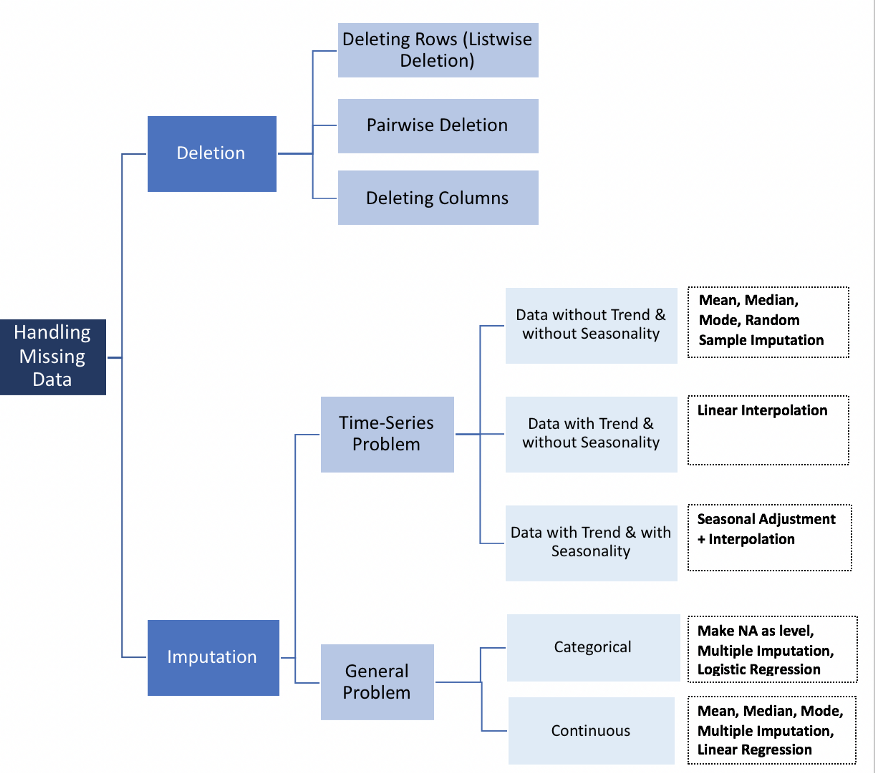 Deleting Rows (Listwise
Deletion)
Pairwise Deletion
Deletion
Deleting Columns
Handling
Missing
Data
Data without Trend &
without Seasonality
Mean, Median,
Mode, Random
Sample Imputation
Time-Series
Problem
Data with Trend &
without Seasonality
Linear Interpolation
Data with Trend & with
Seasonality
Seasonal Adjustment
+ Interpolation
Imputation
General
Problem
Categorical
Make NA as level,
Multiple Imputation,
Logistic Regression
Continuous
Mean, Median, Mode,
Multiple Imputation,
Linear Regression